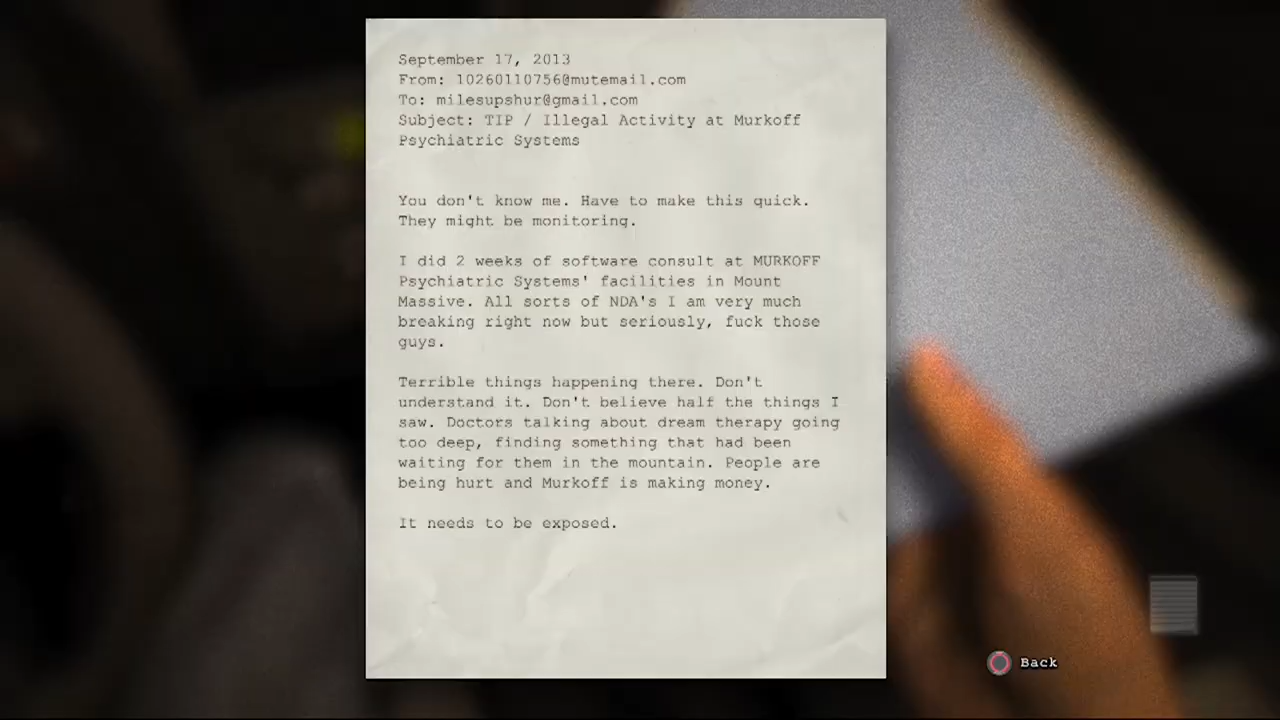 September 17, 2013
From: 10260110756@mutemail.com
To: milesupshur@gmail.com
Subject: TIP / Illegal Activity at Murkoff
Psychiatric Systems
You don't know me. Have to make this quick.
They might be monitoring.
I did 2 weeks of software consult at MURKOFF
Psychiatric Systems' facilities in Mount
Massive. All sorts of NDA's I am very much
breaking right now but seriously, fuck those
guys.
Terrible things happening there. Don't
understand it. Don't believe half the things I
saw. Doctors talking about dream therapy going
too deep, finding something that had been
waiting for them in the mountain. People are
being hurt and Murkoff is making money.
It needs to be exposed.
Back